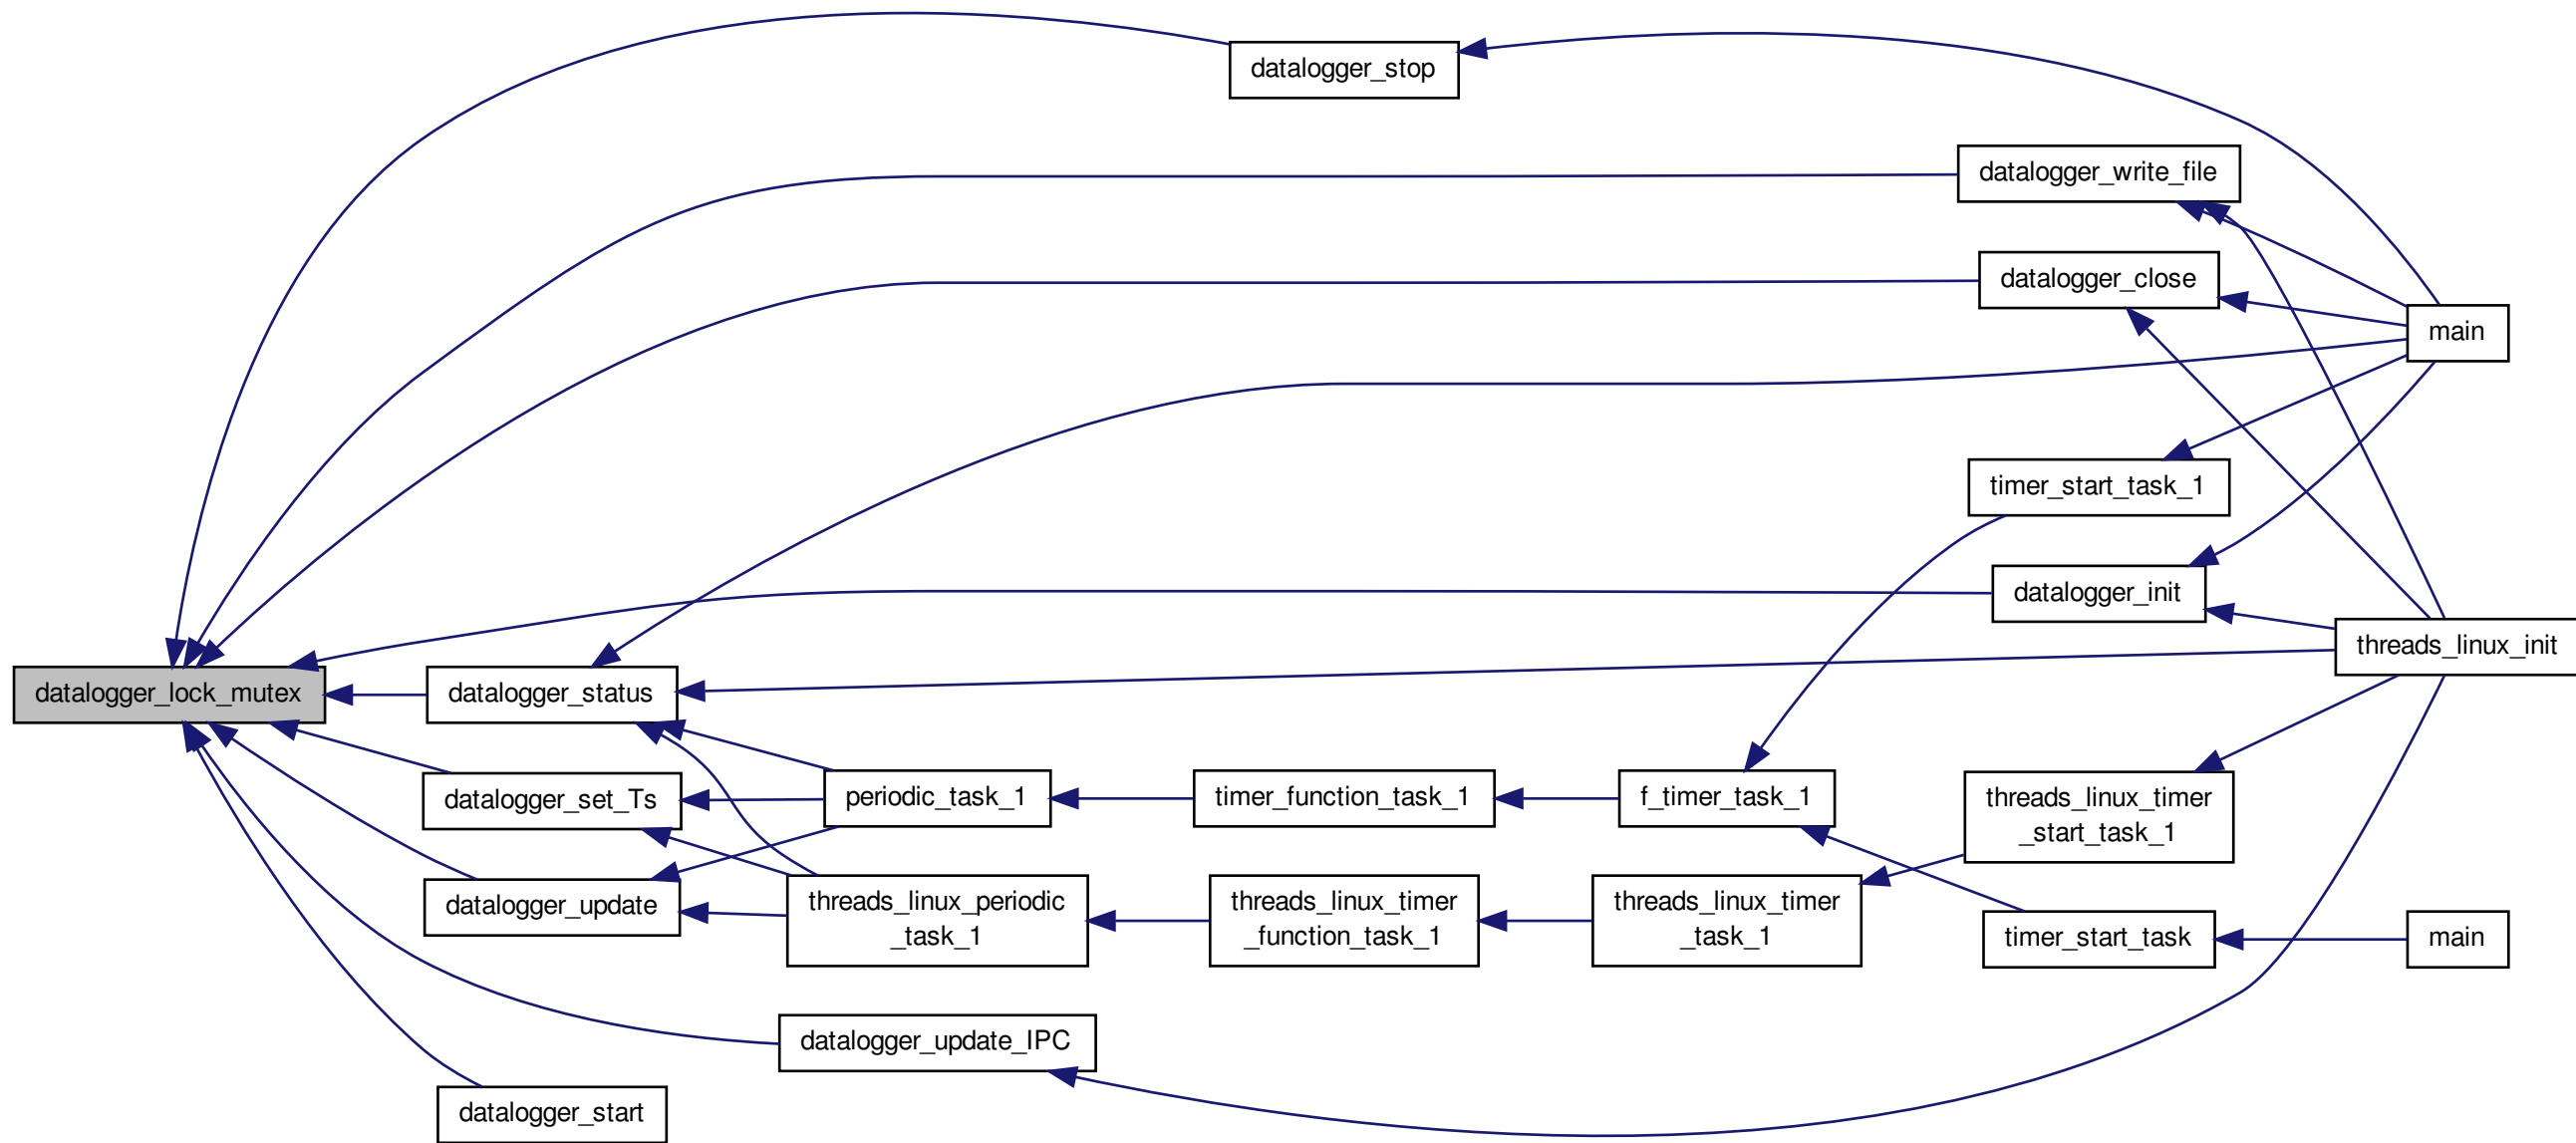 datalogger_stop
datalogger_write_file
datalogger_close
main
timer_start_task_1
datalogger_init
threads_linux_init
datalogger_lock_mutex
datalogger_status
datalogger_set_Ts
periodic_task_1
timer_function_task_1
f_timer_task_1
threads_linux_timer
_start_task_1
datalogger_update
threads_linux_periodic
_task_1
threads_linux_timer
_function_task_1
threads_linux_timer
_task_1
timer_start_task
main
datalogger_update_IPC
datalogger_start